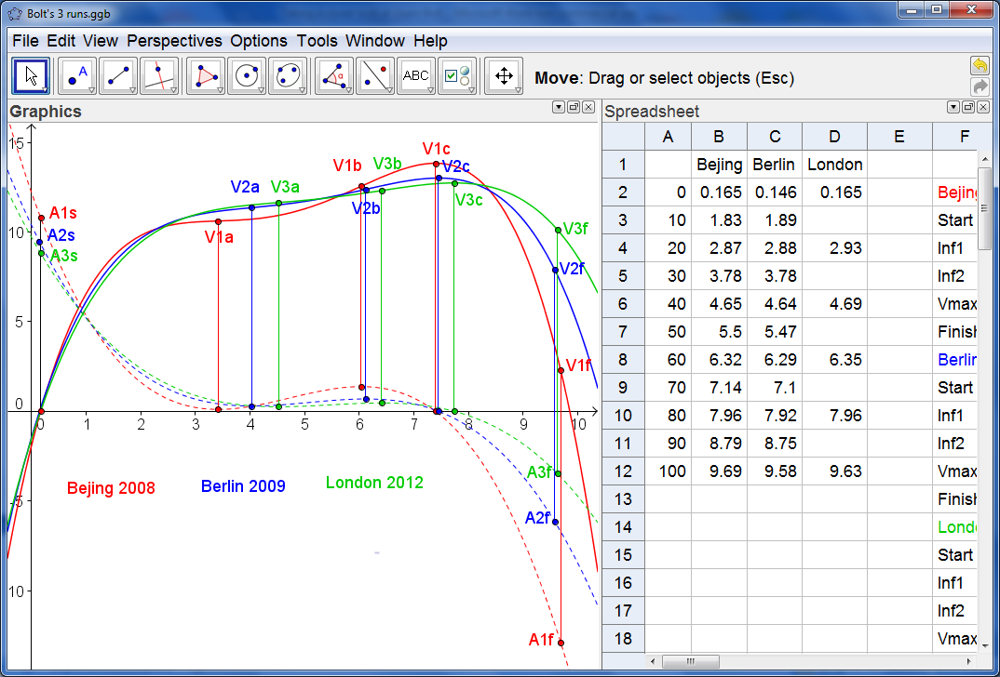 Bolt's 3 runs.ggb
File Edit View Perspectives Options Tools Window Help
A
α
ABC
Move: Drag or select objects (Esc)
Graphics
Spreadsheet
15
10
5
0
-5
10
0 1 2 3 4 5 6 7 8 9 10
A1s
A2s
A3s
V2a
V3a
V1a
V1b
V3b
V2b
V1c
V2c
V3c
V3f
V2f
V1f
A3f
A2f
A1f
Bejing 2008
Berlin 2009
London 2012
A B C D E F
1 Bejing Berlin London
2 0 0.165 0.146 0.165 Bejing
3 10 1.83 1.89 Start
4 20 2.87 2.88 2.93 Inf1
5 30 3.78 3.78 Inf2
6 40 4.65 4.64 4.69 Vmax
7 50 5.5 5.47 Finish
8 60 6.32 6.29 6.35 Berlin
9 70 7.14 7.1 Start
10 80 7.96 7.92 7.96 Inf1
11 90 8.79 8.75 Inf2
12 100 9.69 9.58 9.63 Vmax
13 Finish
14 Londo
15 Start
16 Inf1
17 Inf2
18 Vmax